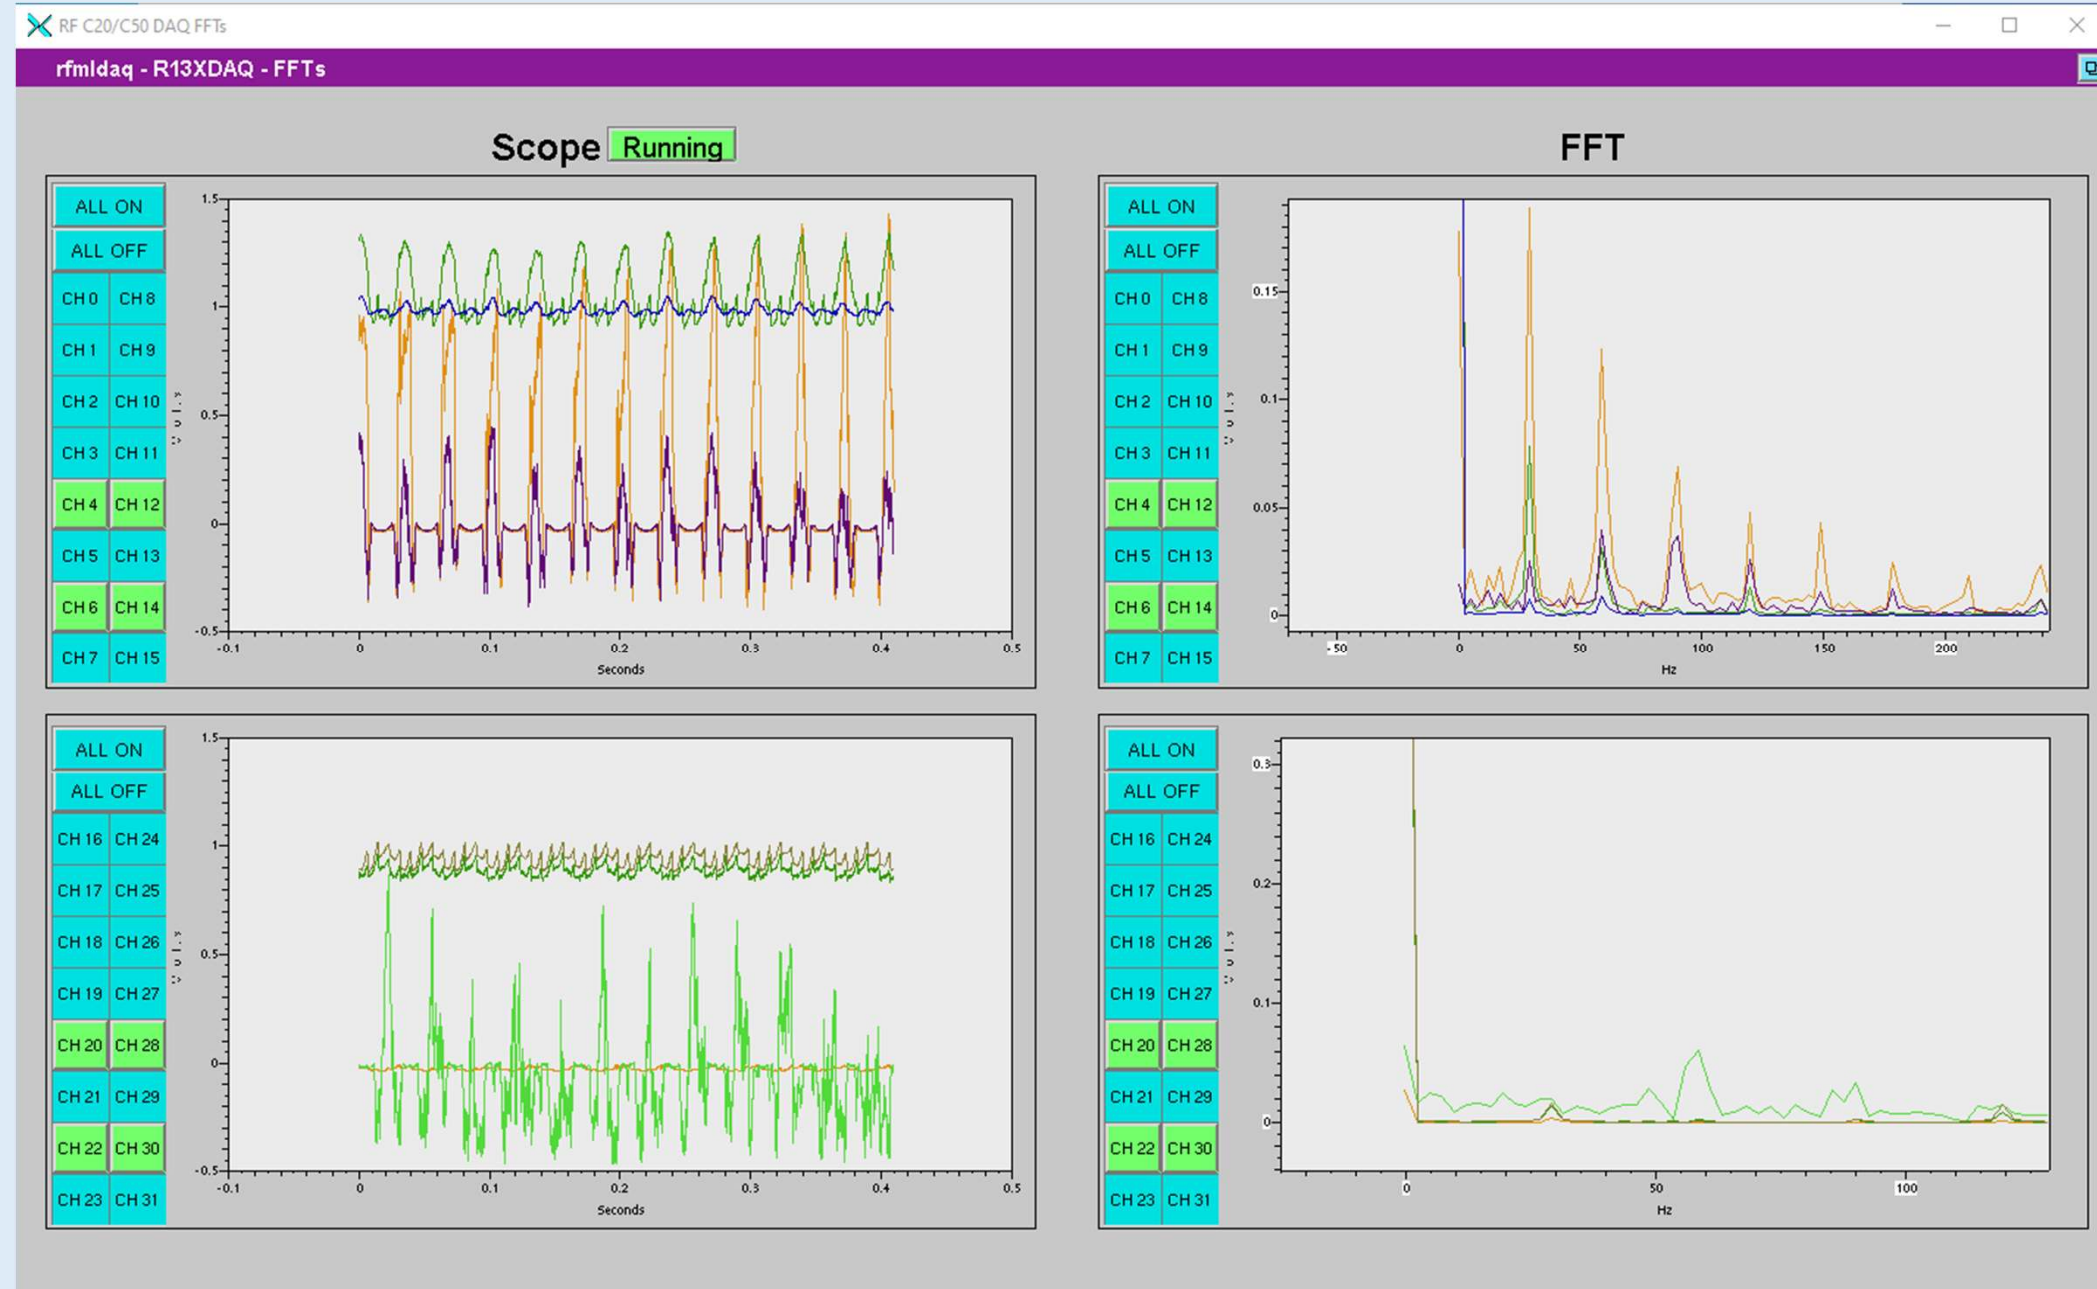 RF C20/C50 DAQ FFTs
rfmldaq - R13XDAQ - FFTs
Scope Running
FFT
ALL ON
ALL OFF
CH 0 CH 8
CH 1 CH 9
CH 2 CH 10
CH 3 CH 11
CH 4 CH 12
CH 5 CH 13
CH 6 CH 14
CH 7 CH 15
1.5
1
0.5
0
-0.5
-0.1 0 0.1 0.2 0.3 0.4 0.5
Seconds
ALL ON
ALL OFF
CH 0 CH 8
CH 1 CH 9
CH 2 CH 10
CH 3 CH 11
CH 4 CH 12
CH 5 CH 13
CH 6 CH 14
CH 7 CH 15
0.15
0.1
0.05
0
-50 0 50 100 150 200
Hz
ALL ON
ALL OFF
CH 16 CH 24
CH 17 CH 25
CH 18 CH 26
CH 19 CH 27
CH 20 CH 28
CH 21 CH 29
CH 22 CH 30
CH 23 CH 31
1.5
1
0.5
0
-0.5
-0.1 0 0.1 0.2 0.3 0.4 0.5
Seconds
ALL ON
ALL OFF
CH 16 CH 24
CH 17 CH 25
CH 18 CH 26
CH 19 CH 27
CH 20 CH 28
CH 21 CH 29
CH 22 CH 30
CH 23 CH 31
0.3
0.2
0.1
0
0 50 100
Hz